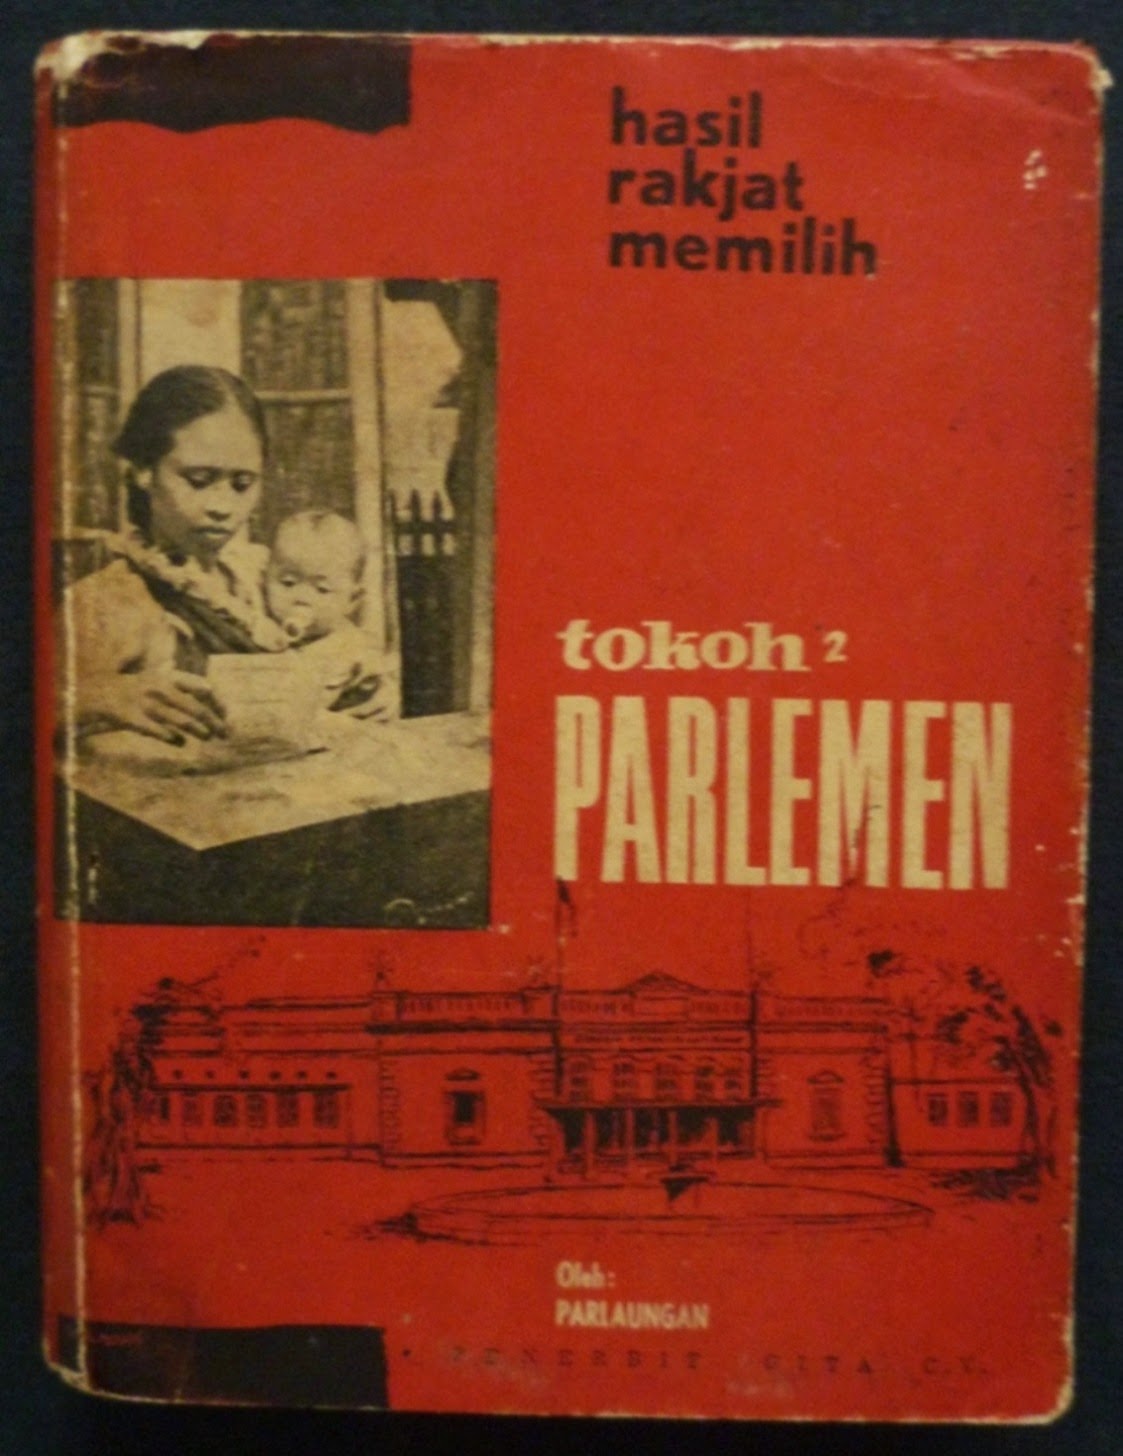 hasil
rakjat
memilih
tokoh 2
PARLEMEN
Oleh:
PARLAUNGAN
PENERBIT GITA C.V.